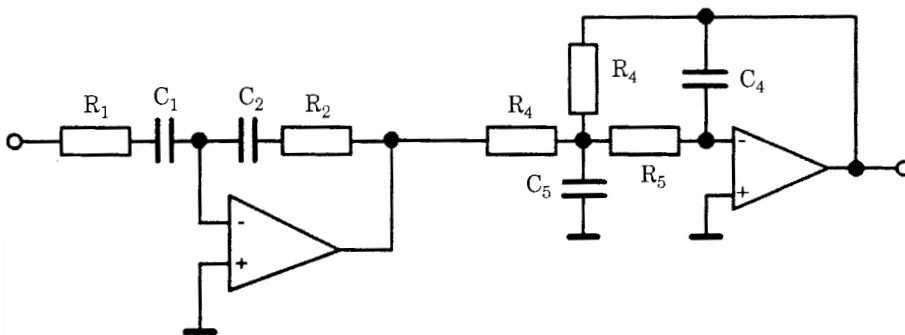 R₁
C₁
C₂
R₂
R₄
R₄
C₅
R₅
C₄
-
+
-
+